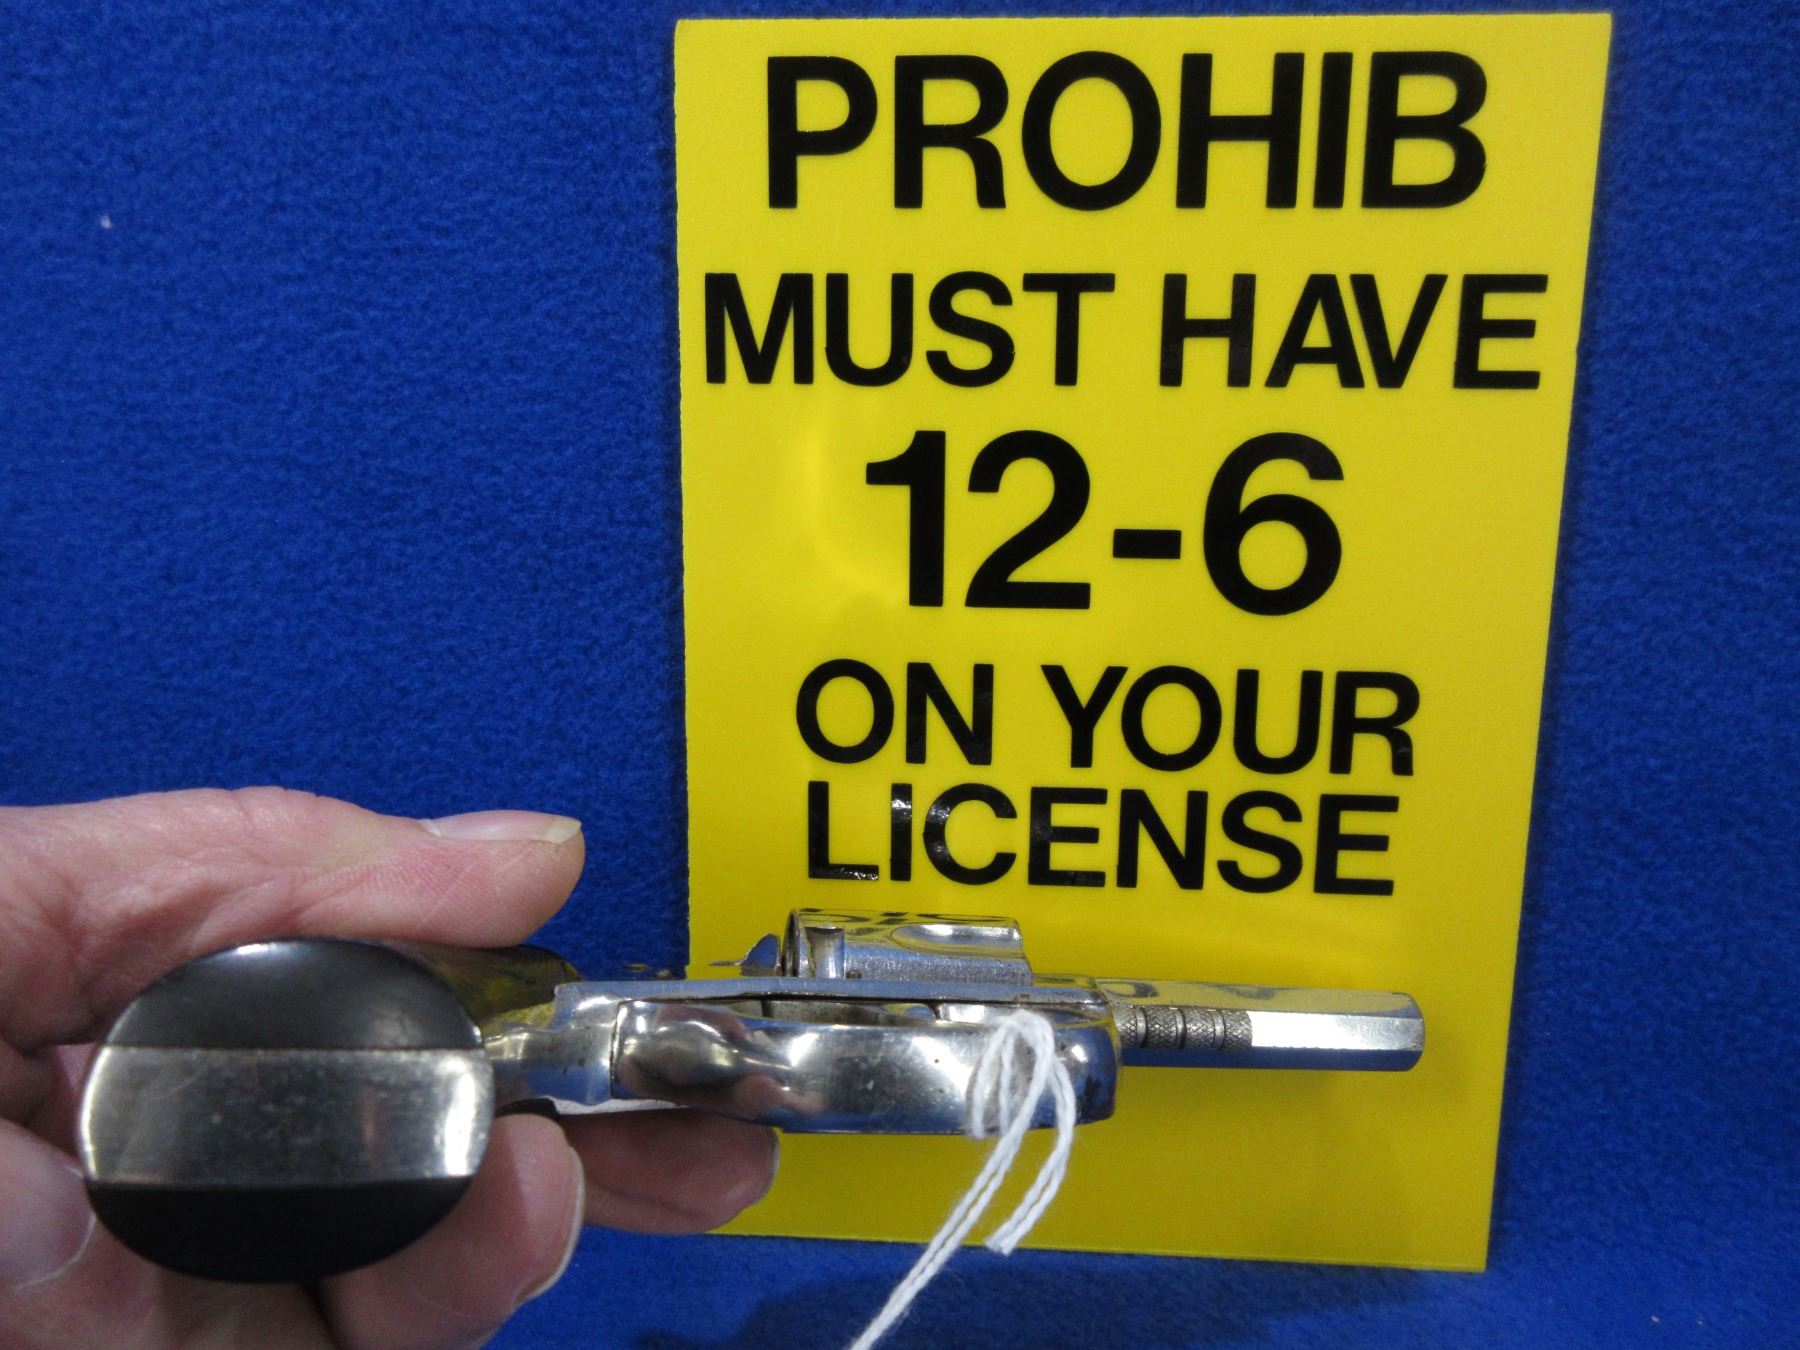 PROHIB
MUST HAVE
12-6
ON YOUR
LICENSE